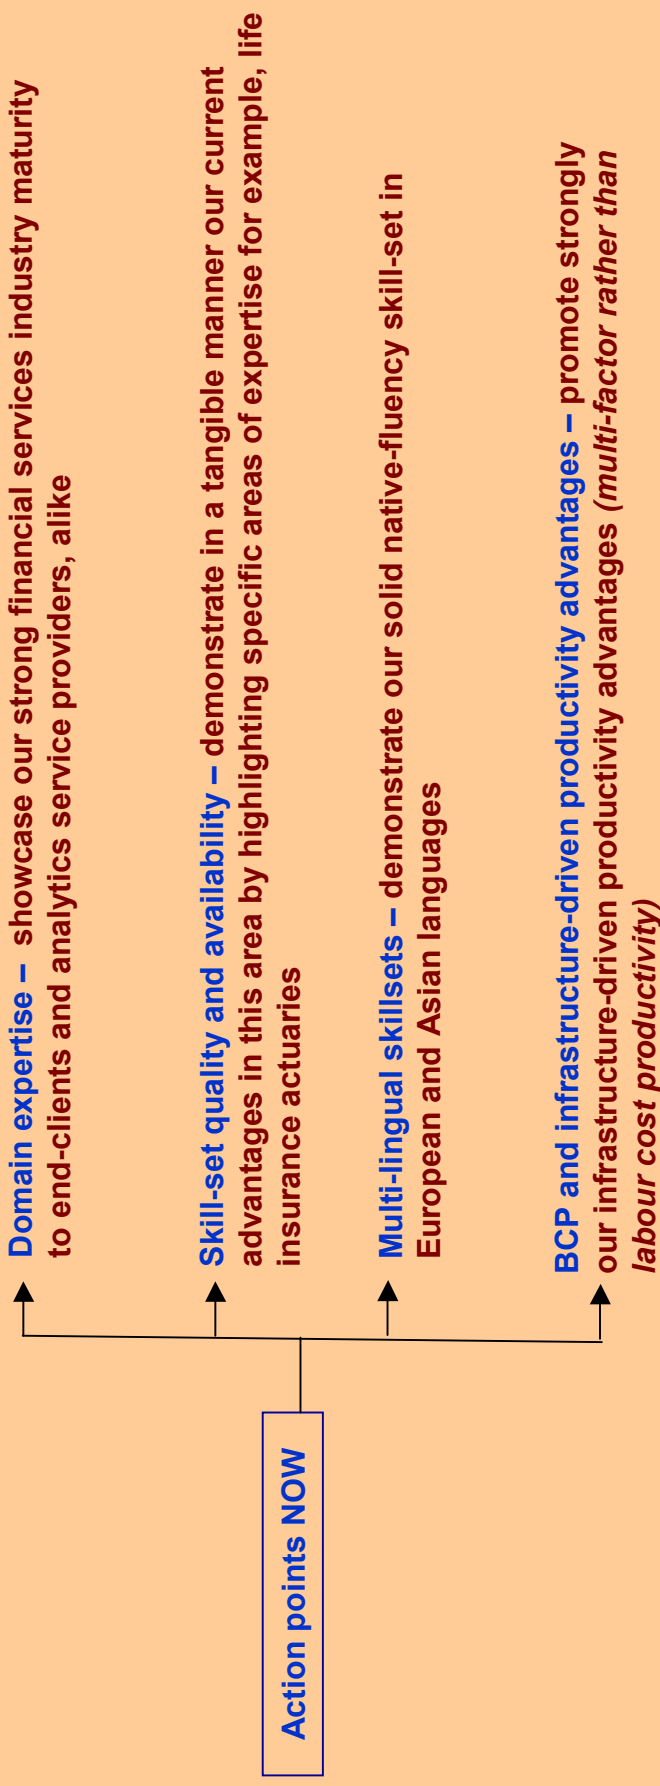 Action points NOW
Domain expertise – showcase our strong financial services industry maturity
to end-clients and analytics service providers, alike
Skill-set quality and availability – demonstrate in a tangible manner our current
advantages in this area by highlighting specific areas of expertise for example, life
insurance actuaries
Multi-lingual skillsets – demonstrate our solid native-fluency skill-set in
European and Asian languages
BCP and infrastructure-driven productivity advantages – promote strongly
our infrastructure-driven productivity advantages (multi-factor rather than
labour cost productivity)